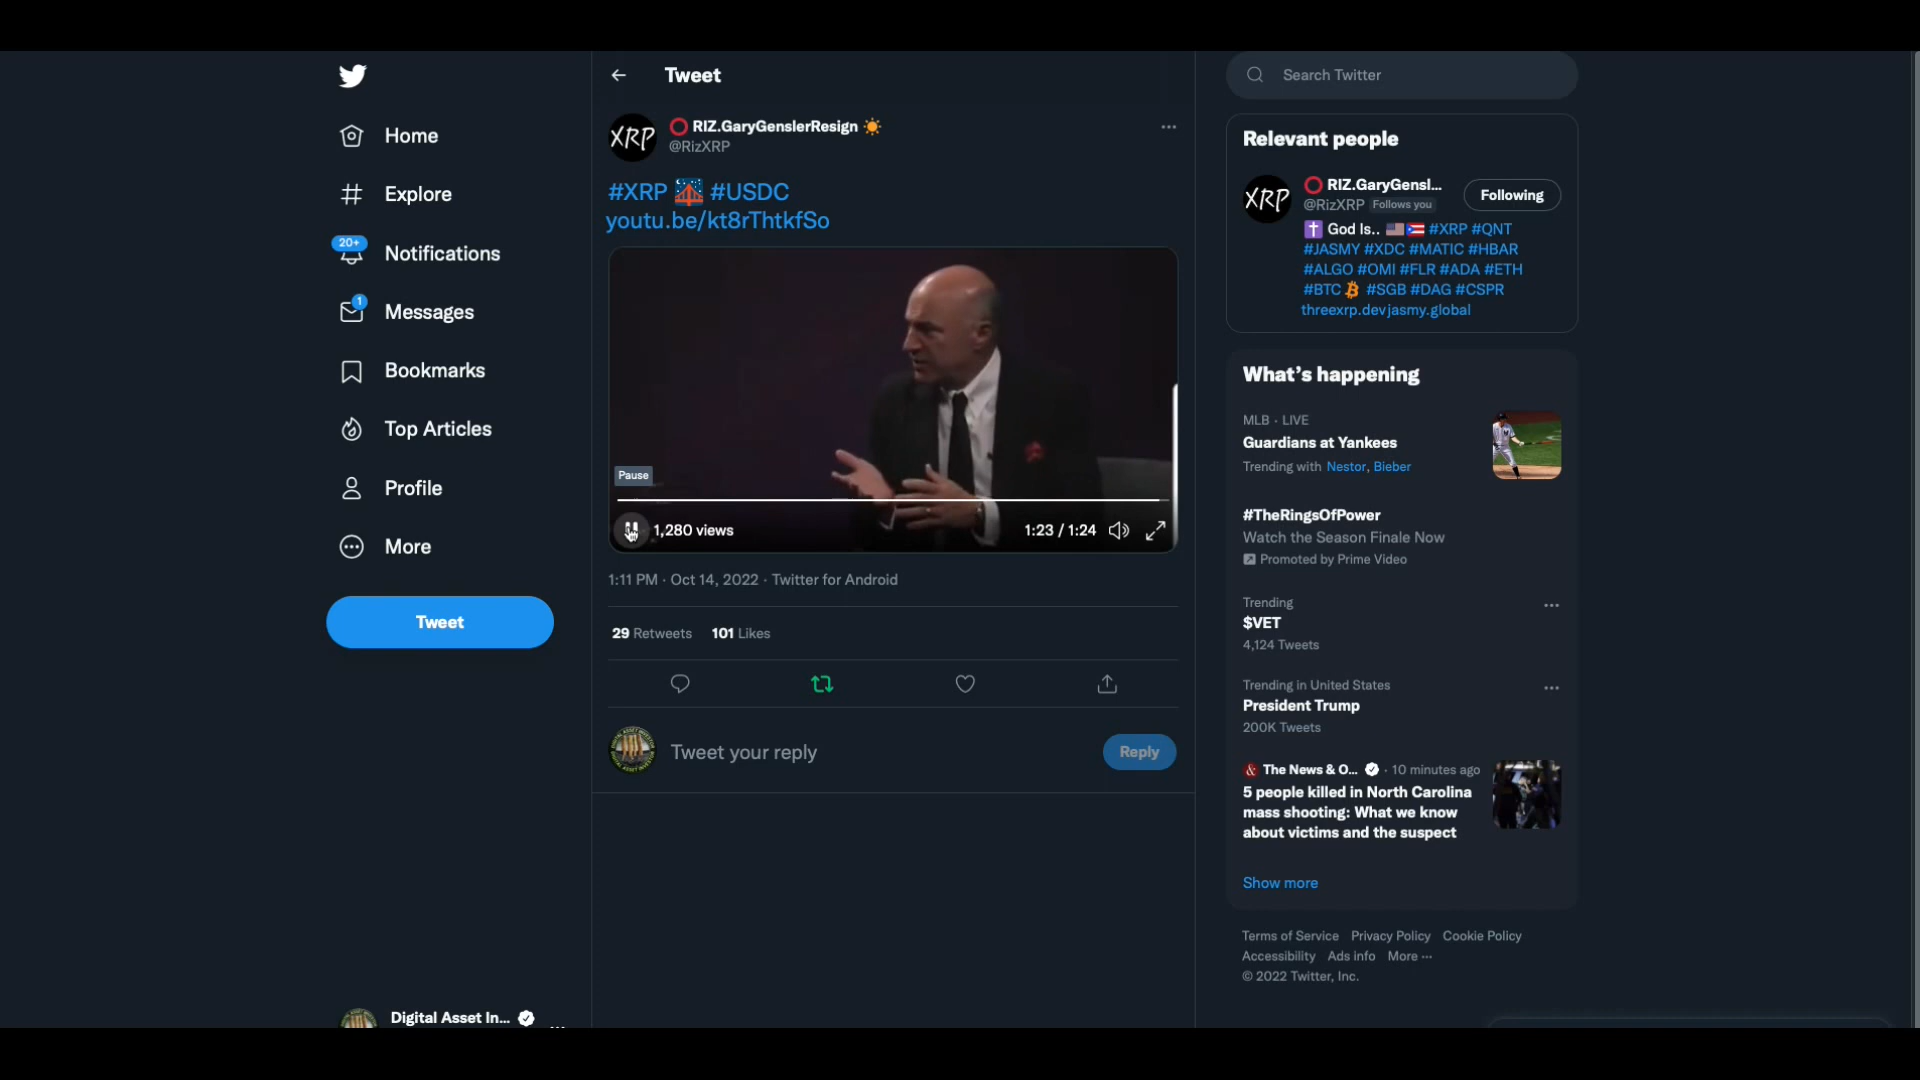 Home
Explore
20+
Notifications
1
Messages
Bookmarks
Top Articles
Profile
More
Tweet
Digital Asset In...
Tweet
XRP
RIZ.GaryGenslerResign
@RizXRP
#XRP #USDC
youtu.be/kt8rThtkfSo
Pause
1,280 views
1:23 / 1:24
1:11 PM · Oct 14, 2022 · Twitter for Android
29 Retweets 101 Likes
DIGITAL ASSET INVESTOR
Tweet your reply
Reply
Search Twitter
Relevant people
XRP
RIZ.GaryGensl...
@RizXRP Follows you
Following
God Is.. #XRP #QNT
#JASMY #XDC #MATIC #HBAR
#ALGO #OMI #FLR #ADA #ETH
#BTC #SGB #DAG #CSPR
threexrp.devjasmy.global
What's happening
MLB · LIVE
Guardians at Yankees
Trending with Nestor, Bieber
#TheRingsOfPower
Watch the Season Finale Now
Promoted by Prime Video
Trending
$VET
4,124 Tweets
Trending in United States
President Trump
200K Tweets
The News & O... · 10 minutes ago
5 people killed in North Carolina
mass shooting: What we know
about victims and the suspect
Show more
Terms of Service Privacy Policy Cookie Policy
Accessibility Ads info More ···
© 2022 Twitter, Inc.